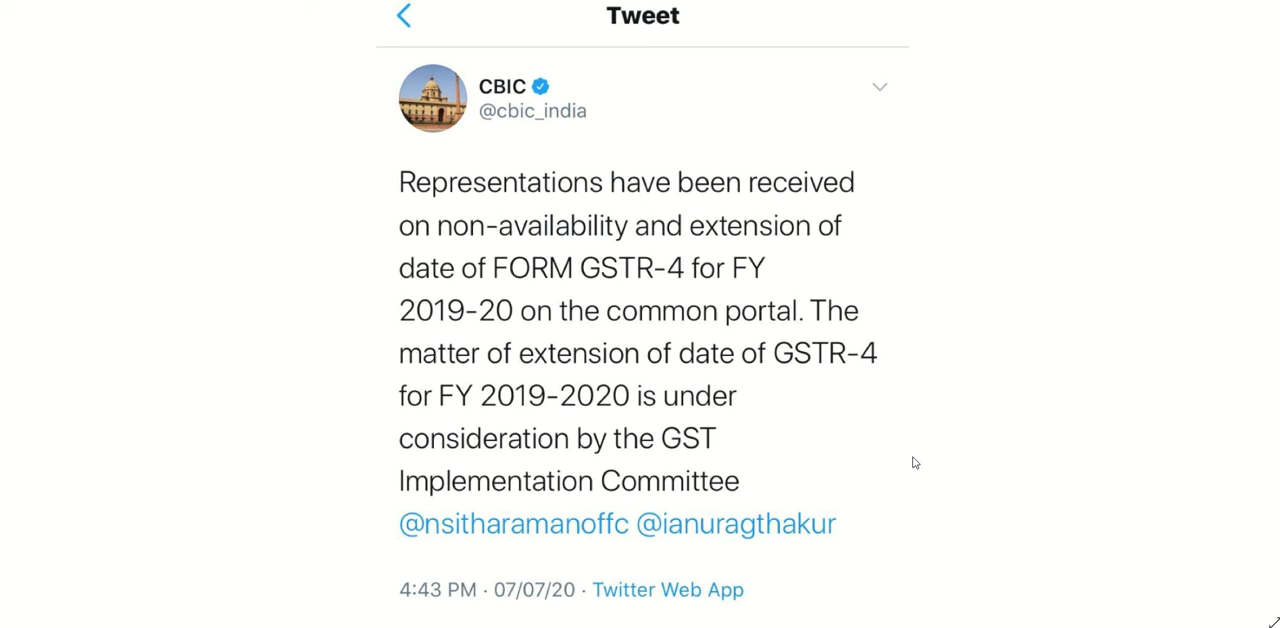 Tweet
CBIC
@cbic_india
Representations have been received
on non-availability and extension of
date of FORM GSTR-4 for FY
2019-20 on the common portal. The
matter of extension of date of GSTR-4
for FY 2019-2020 is under
consideration by the GST
Implementation Committee
@nsitharamanoffc @ianuragthakur
4:43 PM · 07/07/20 · Twitter Web App